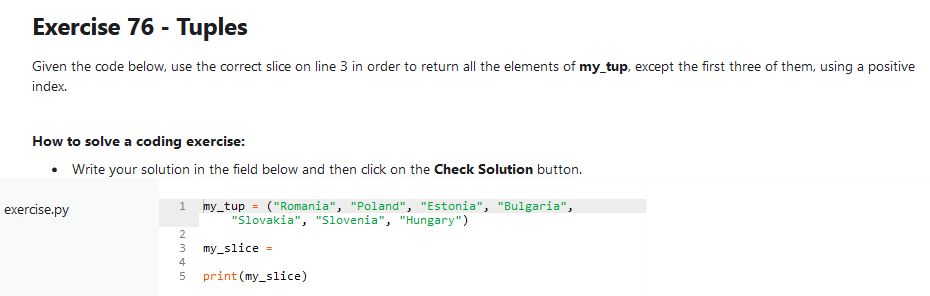 Exercise 76 - Tuples
Given the code below, use the correct slice on line 3 in order to return all the elements of my_tup, except the first three of them, using a positive
index.
How to solve a coding exercise:
• Write your solution in the field below and then click on the Check Solution button.
exercise.py
1 my_tup = ("Romania", "Poland", "Estonia", "Bulgaria",
"Slovakia", "Slovenia", "Hungary")
2
3 my_slice =
4
5 print(my_slice)